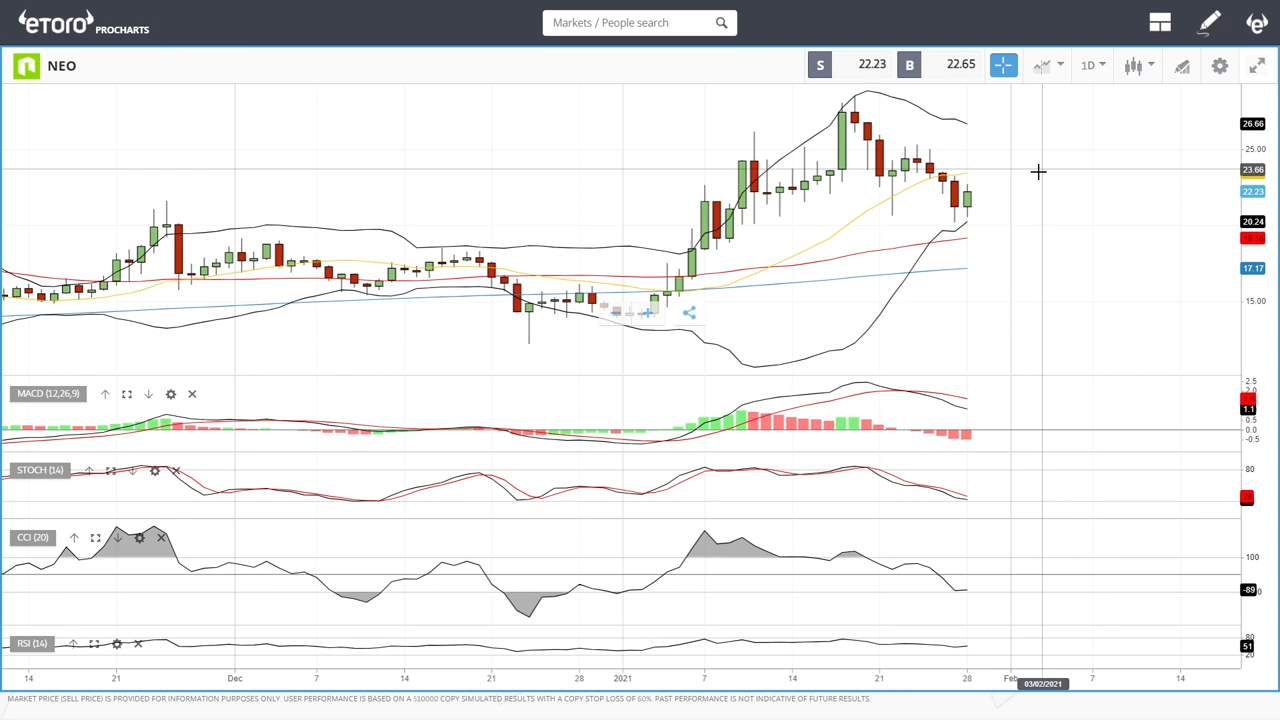 etoro PROCHARTS
Markets / People search
NEO
S 22.23 B 22.65
1D
26.66
25.00
23.66
22.23
20.24
17.17
15.00
MACD (12,26,9)
2.5
2.0
1.1
0.5
0.0
-0.5
STOCH (14)
80
CCI (20)
100
-89
RSI (14)
80
51
20
14 21 Dec 7 14 21 28 2021 7 14 21 28 Feb 7 14
03/02/2021
MARKET PRICE (SELL PRICE) IS PROVIDED FOR INFORMATION PURPOSES ONLY. USER PERFORMANCE IS BASED ON A $10000 COPY SIMULATED RESULTS WITH A COPY STOP LOSS OF 60%. PAST PERFORMANCE IS NOT INDICATIVE OF FUTURE RESULTS.